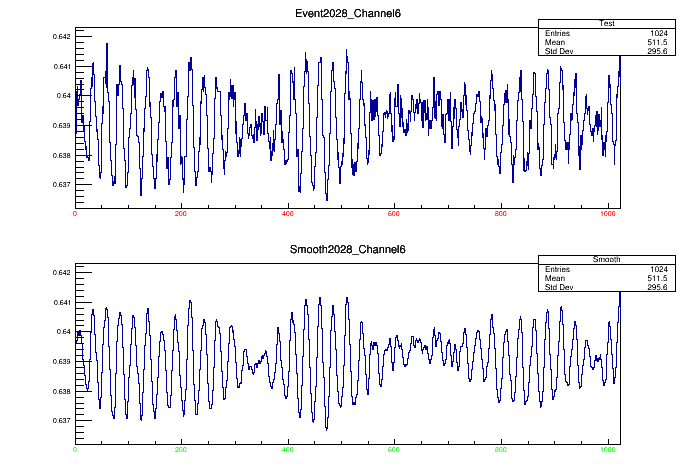 Event2028_Channel6
Test
Entries 1024
Mean 511.5
Std Dev 295.6
0.642
0.641
0.64
0.639
0.638
0.637
0 200 400 600 800 1000
Smooth2028_Channel6
Smooth
Entries 1024
Mean 511.5
Std Dev 295.6
0.642
0.641
0.64
0.639
0.638
0.637
0 200 400 600 800 1000